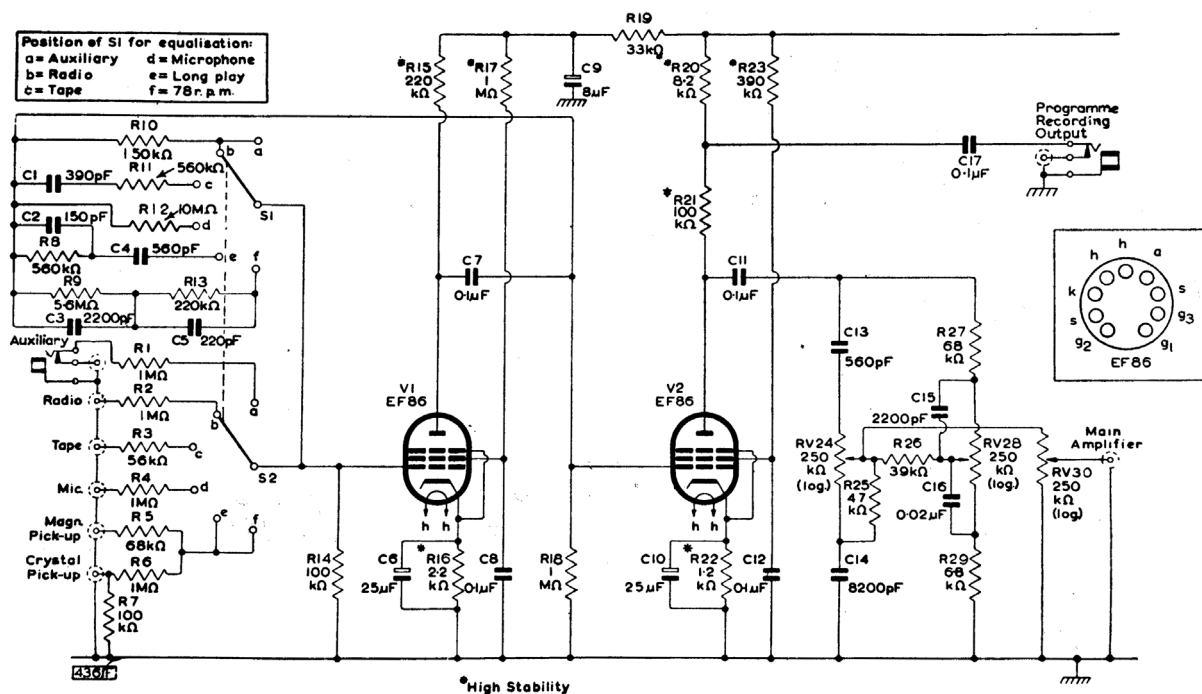 Position of S1 for equalisation:
a = Auxiliary d = Microphone
b = Radio e = Long play
c = Tape f = 78 r.p.m.
R19
33kΩ
*R15
220
kΩ
*R17
1
MΩ
C9
8µF
*R20
8·2
kΩ
*R23
390
kΩ
Programme
Recording
Output
C17
0·1µF
R10
150kΩ
b
a
C1
390pF
R11
560kΩ
c
R12
10MΩ
d
S1
C2
150pF
R8
560kΩ
C4
560pF
e
f
R9
5·6MΩ
R13
220kΩ
C3
2200pF
C5
220pF
*
R21
100
kΩ
C7
0·1µF
C11
0·1µF
h
h
a
k
s
s
g3
g2
g1
EF86
Auxiliary
R1
1MΩ
a
Radio
R2
1MΩ
b
Tape
R3
56kΩ
c
S2
Mic.
R4
1MΩ
d
Magn.
Pick-up
R5
68kΩ
e
f
Crystal
Pick-up
R6
1MΩ
R7
100
kΩ
V1
EF86
h h
V2
EF86
h h
C13
560pF
R27
68
kΩ
C15
2200pF
RV24
250
kΩ
(log.)
R26
39kΩ
RV28
250
kΩ
(log.)
Main
Amplifier
RV30
250
kΩ
(log.)
R25
47
kΩ
C16
0·02µF
R14
100
kΩ
C6
25µF
*
R16
2·2
kΩ
C8
0·1µF
R18
1
MΩ
C10
25µF
*
R22
1·2
kΩ
C12
0·1µF
C14
8200pF
R29
68
kΩ
*High Stability